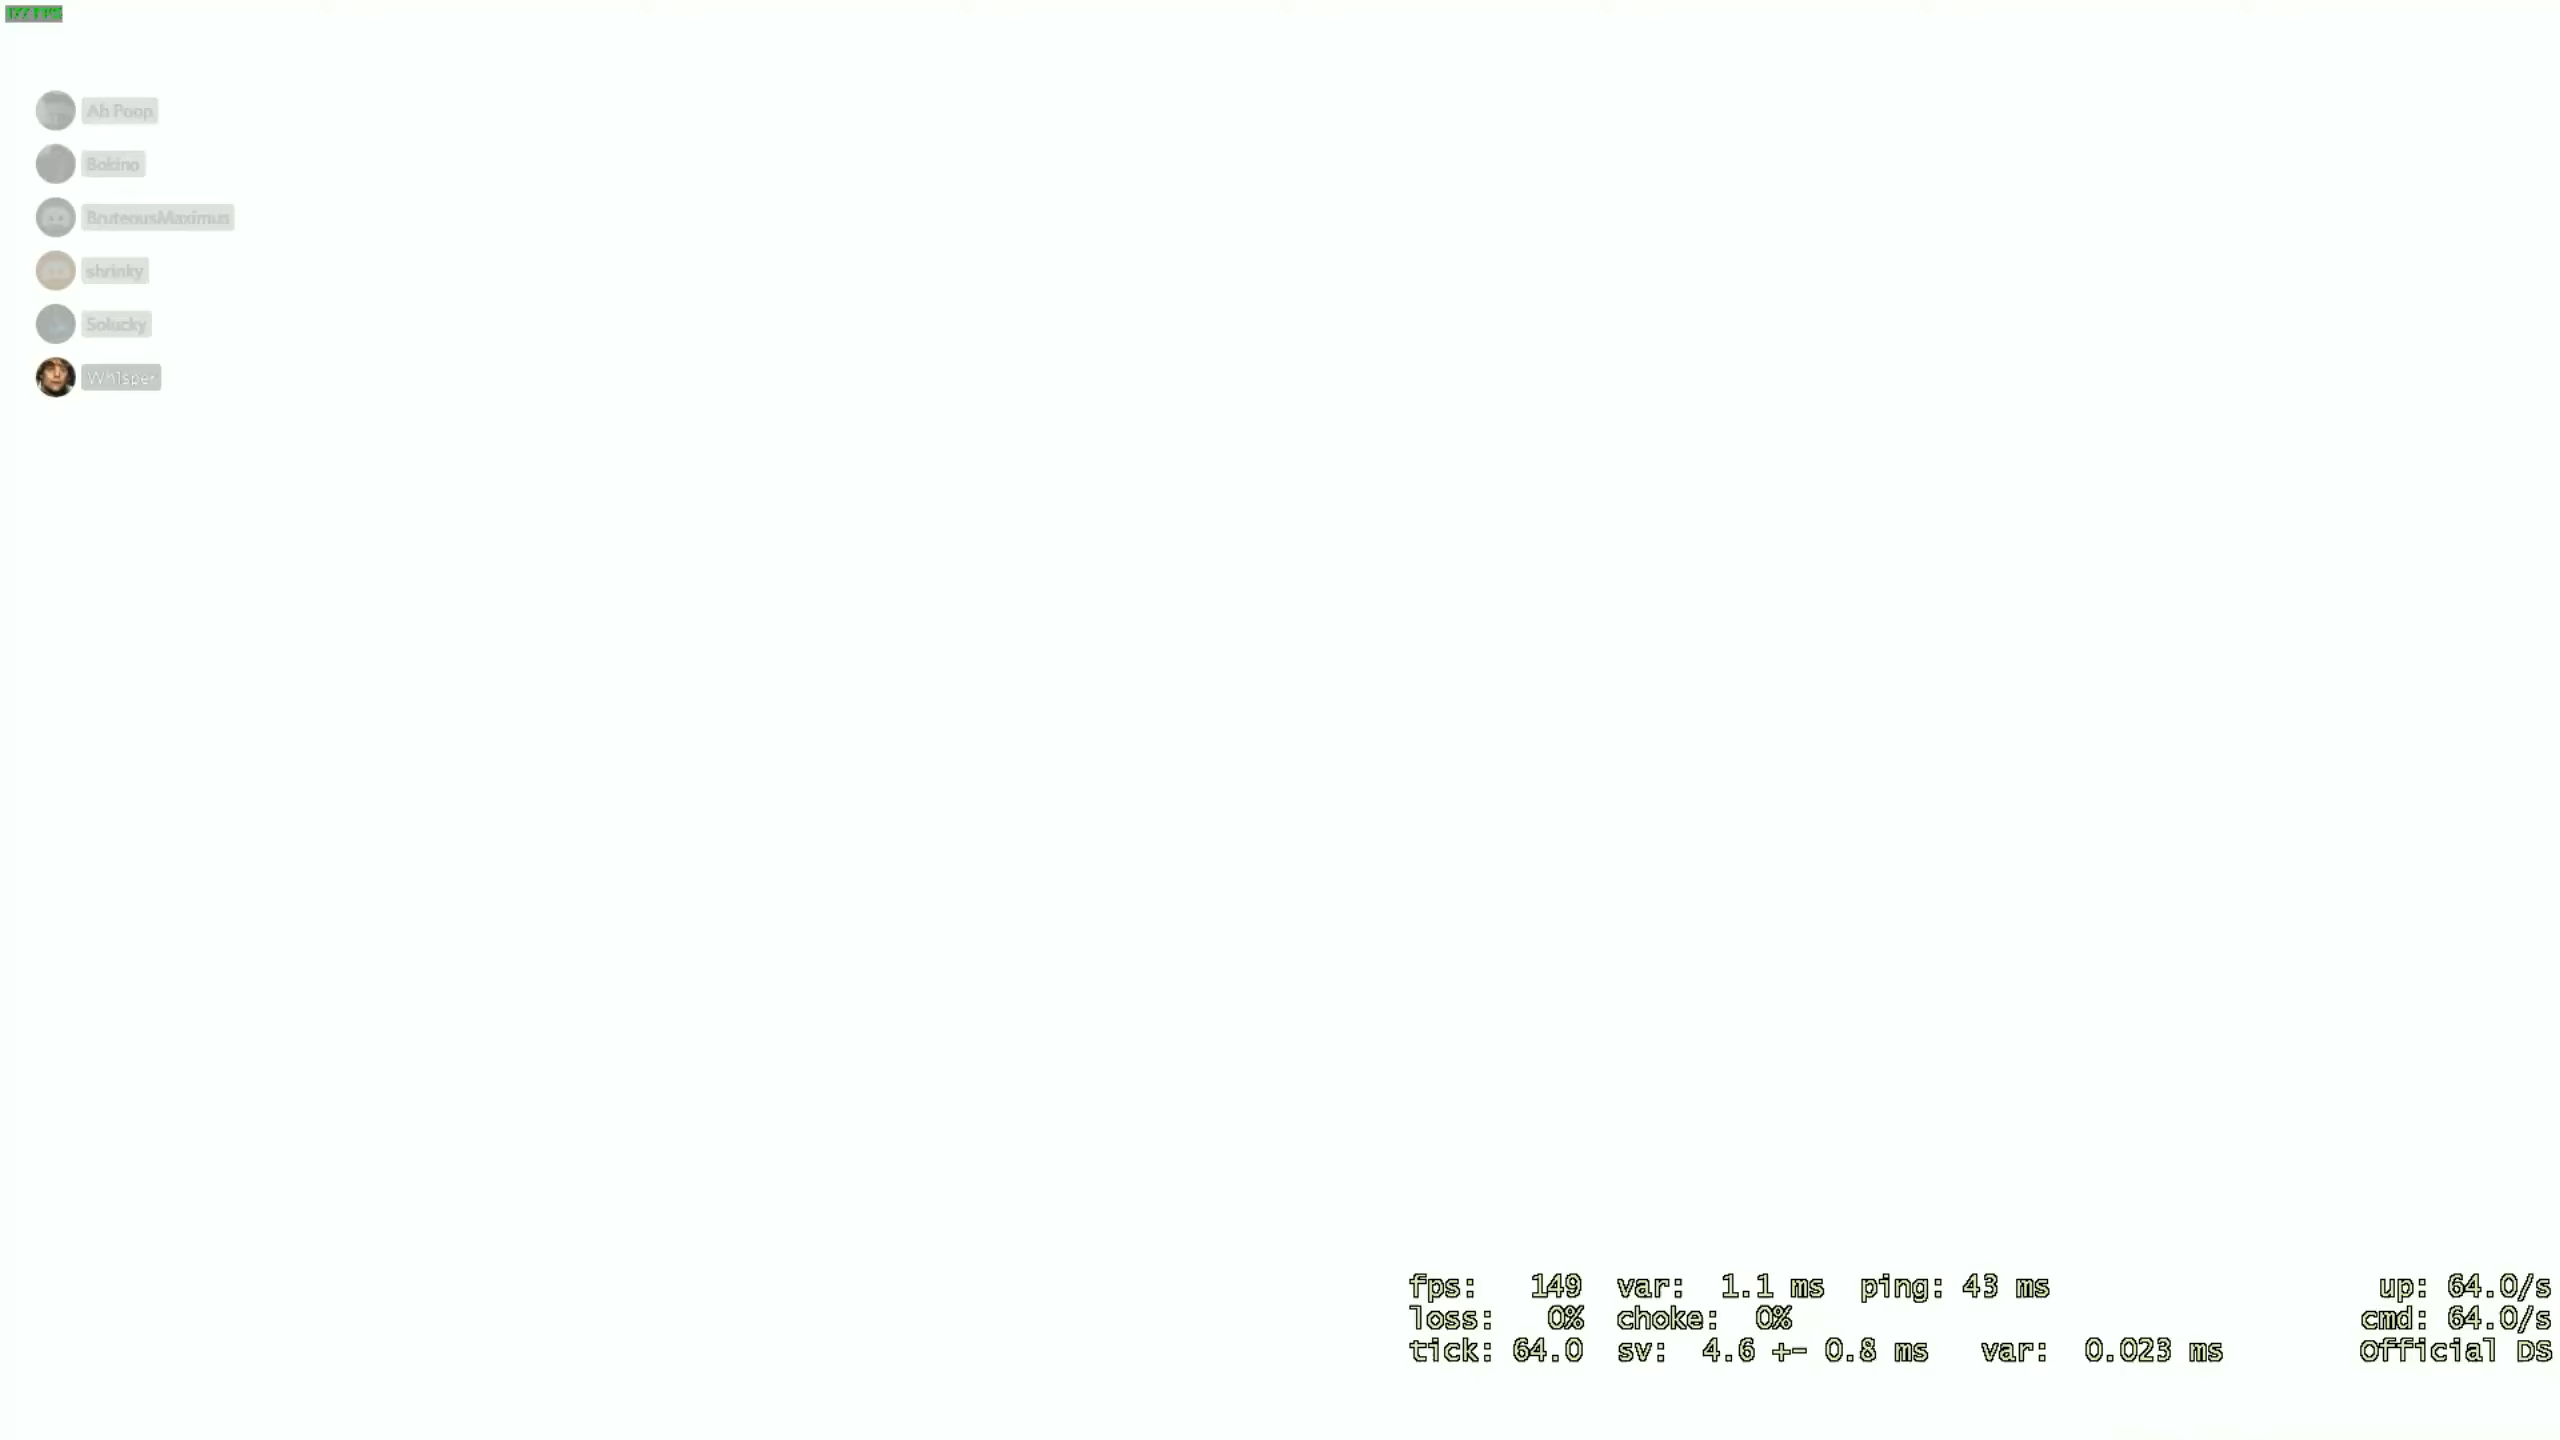 Ah Poop
Bokino
BruteousMaximus
shrinky
Solucky
Wh1sper
fps: 149 var: 1.1 ms ping: 43 ms up: 64.0/s
loss: 0% choke: 0% cmd: 64.0/s
tick: 64.0 sv: 4.6 +- 0.8 ms var: 0.023 ms Official DS